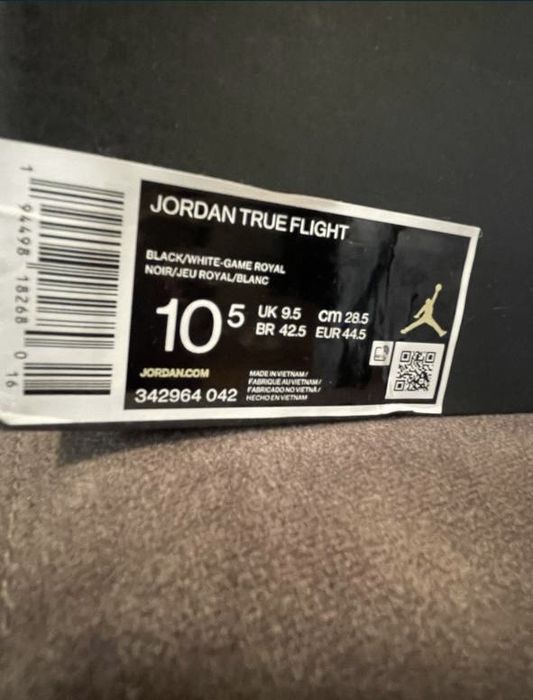 JORDAN TRUE FLIGHT
BLACK/WHITE-GAME ROYAL
NOIR/JEU ROYAL/BLANC
10 5
UK 9.5 cm 28.5
BR 42.5 EUR 44.5
JORDAN.COM
342964 042
MADE IN VIETNAM/
FABRIQUE AU VIETNAM/
FABRICADO NO VIETNÃ/
HECHO EN VIETNAM
1 94498 18268 0 16